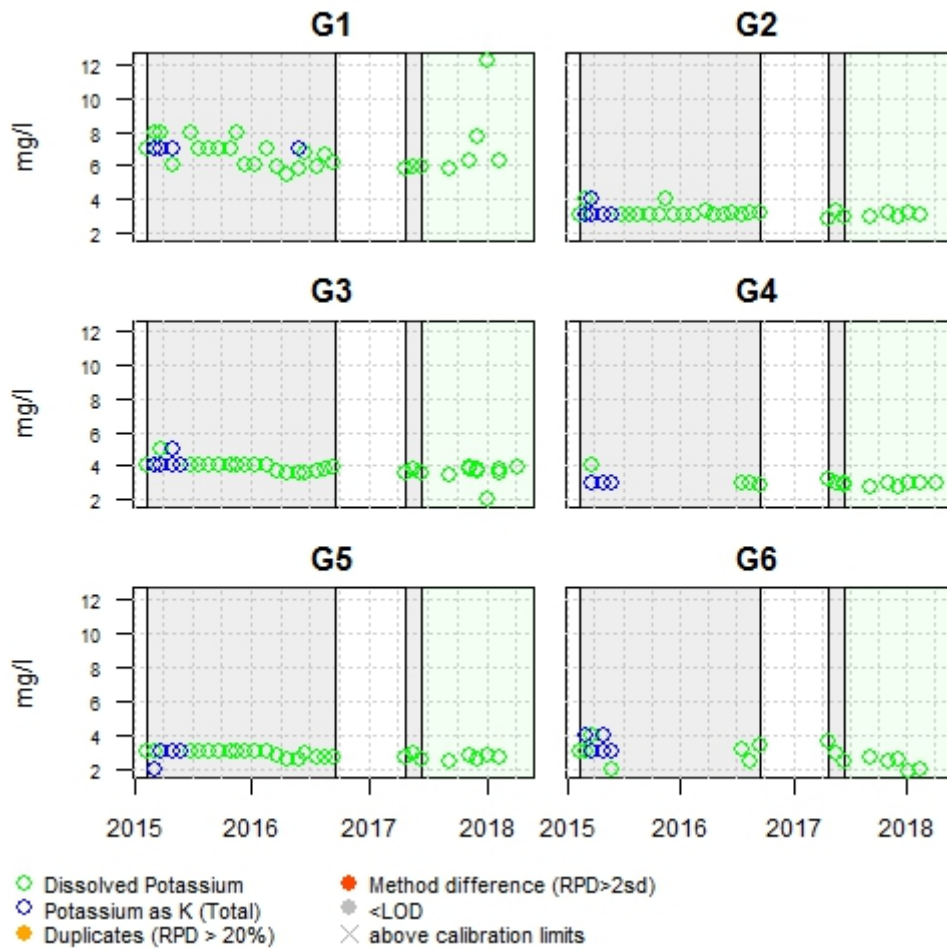 G1 G2
mg/l 12 10 8 6 4 2
G3 G4
mg/l 12 10 8 6 4 2
G5 G6
mg/l 12 10 8 6 4 2
2015 2016 2017 2018 2015 2016 2017 2018
Dissolved Potassium Method difference (RPD>2sd)
Potassium as K (Total) <LOD
Duplicates (RPD > 20%) above calibration limits